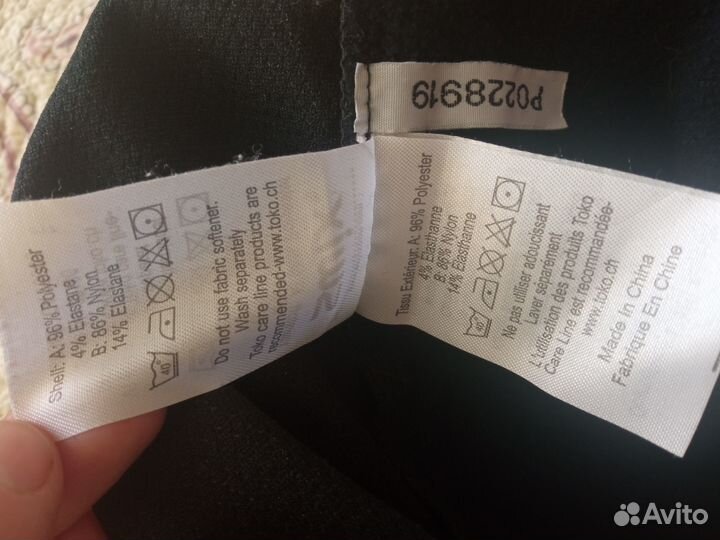 P0228919
Shell: A: 96% Polyester
4% Elastane
B: 86% Nylon
14% Elastane
40°
Do not use fabric softener.
Wash separately
Toko care line products are
recommended-www.toko.ch
Tissu Extérieur: A: 96% Polyester
4% Elasthanne
B: 86% Nylon
14% Elasthanne
40°
Ne pas utiliser adoucissant
Laver séparément
L'utilisation des produits Toko
Care Line est recommandée-
www.toko.ch
Made In China
Fabrique En Chine
Avito